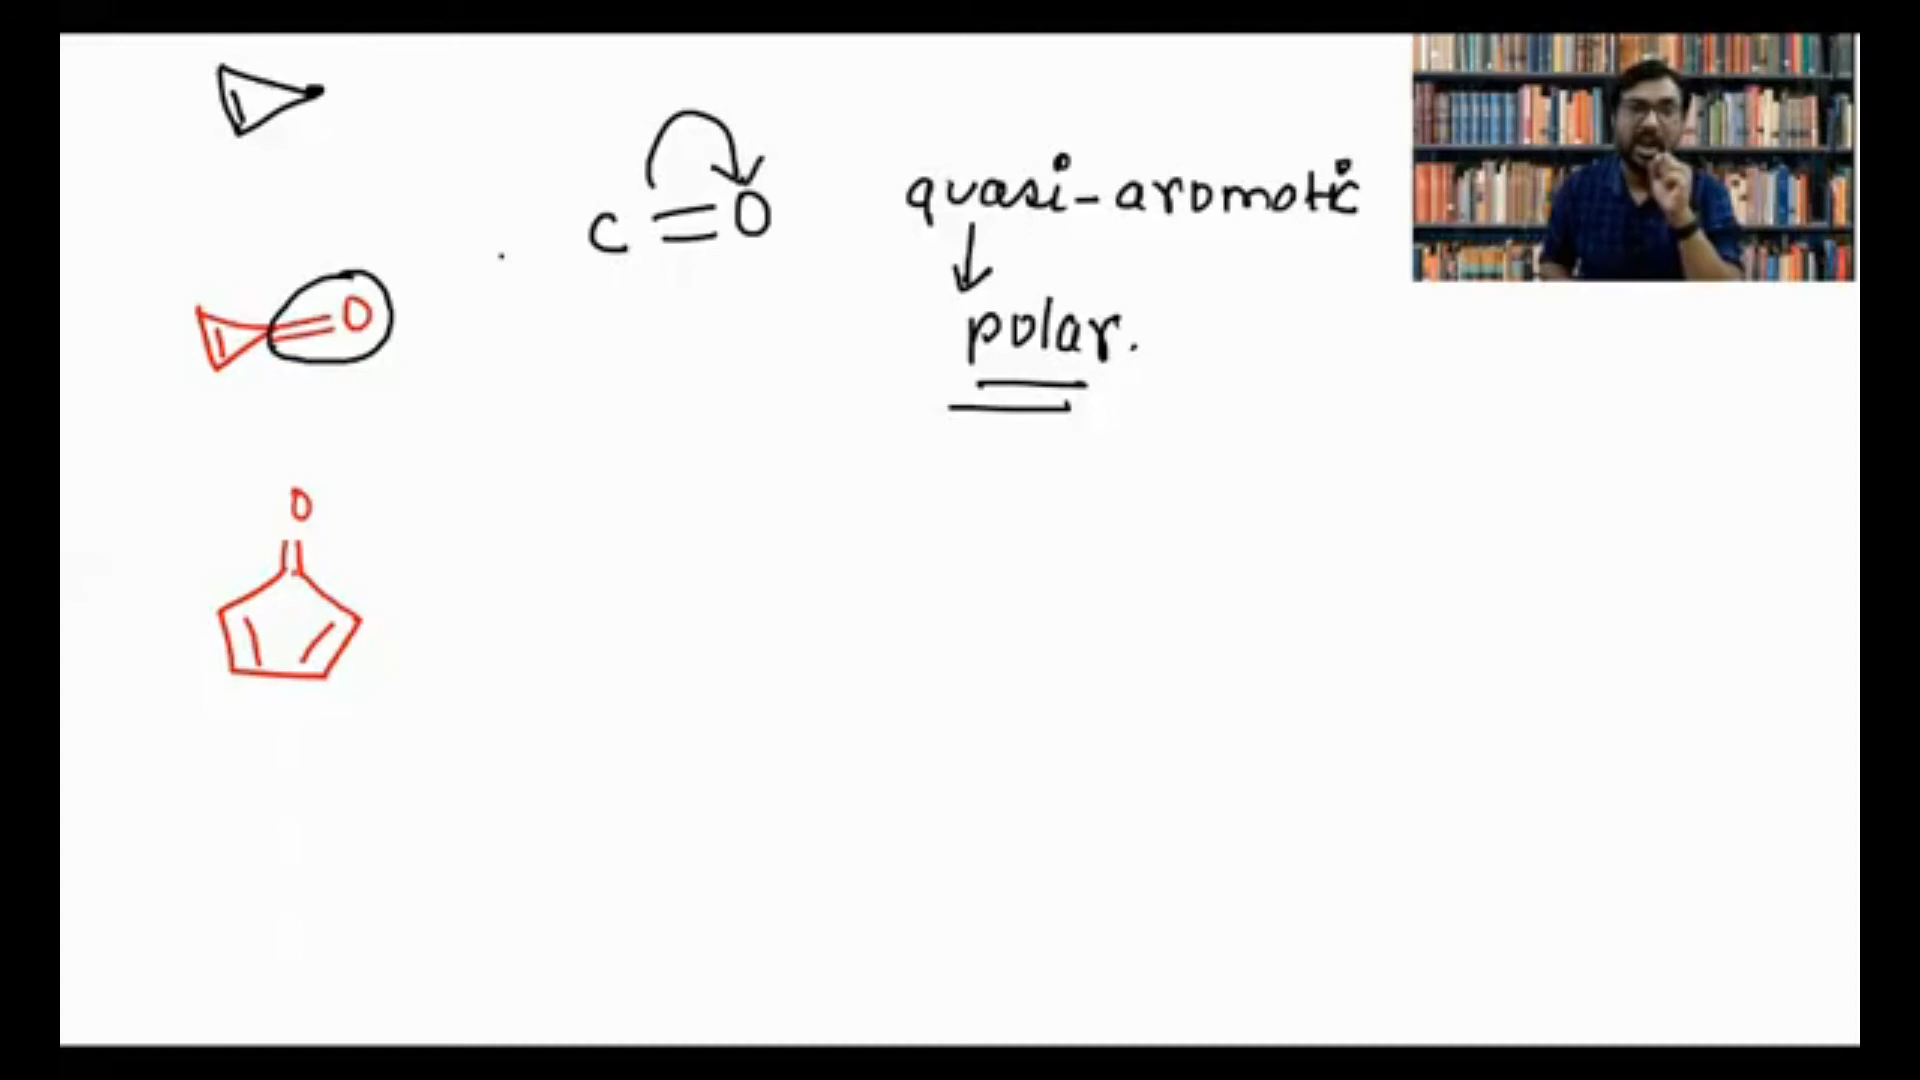 C = O
quasi-aromatic
polar.
O
O